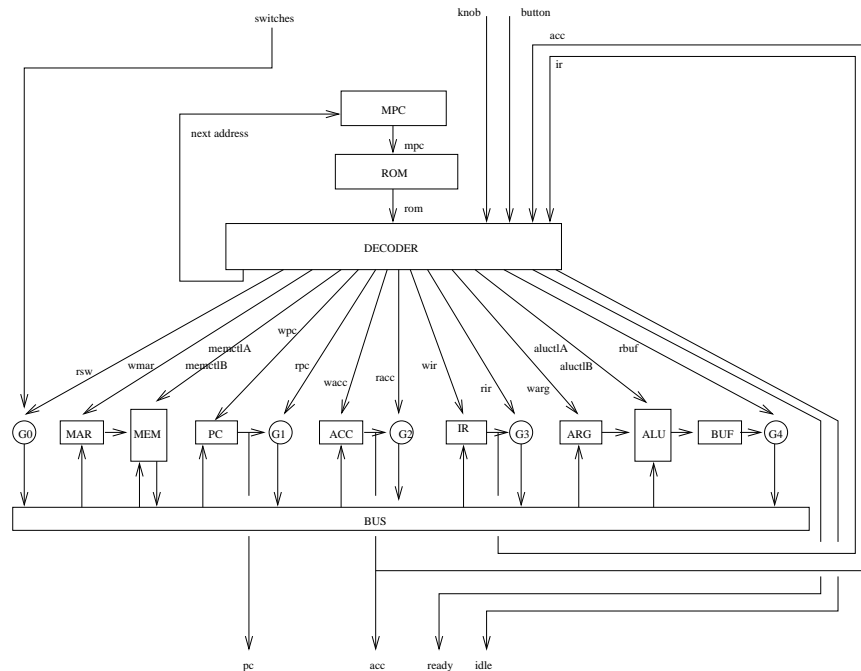 switches
knob
button
acc
ir
MPC
next address
mpc
ROM
rom
DECODER
rsw
wmar
memctlA
memctlB
wpc
rpc
wacc
racc
wir
rir
aluctlA
warg
aluctlB
rbuf
G0
MAR
MEM
PC
G1
ACC
G2
IR
G3
ARG
ALU
BUF
G4
BUS
pc
acc
ready
idle